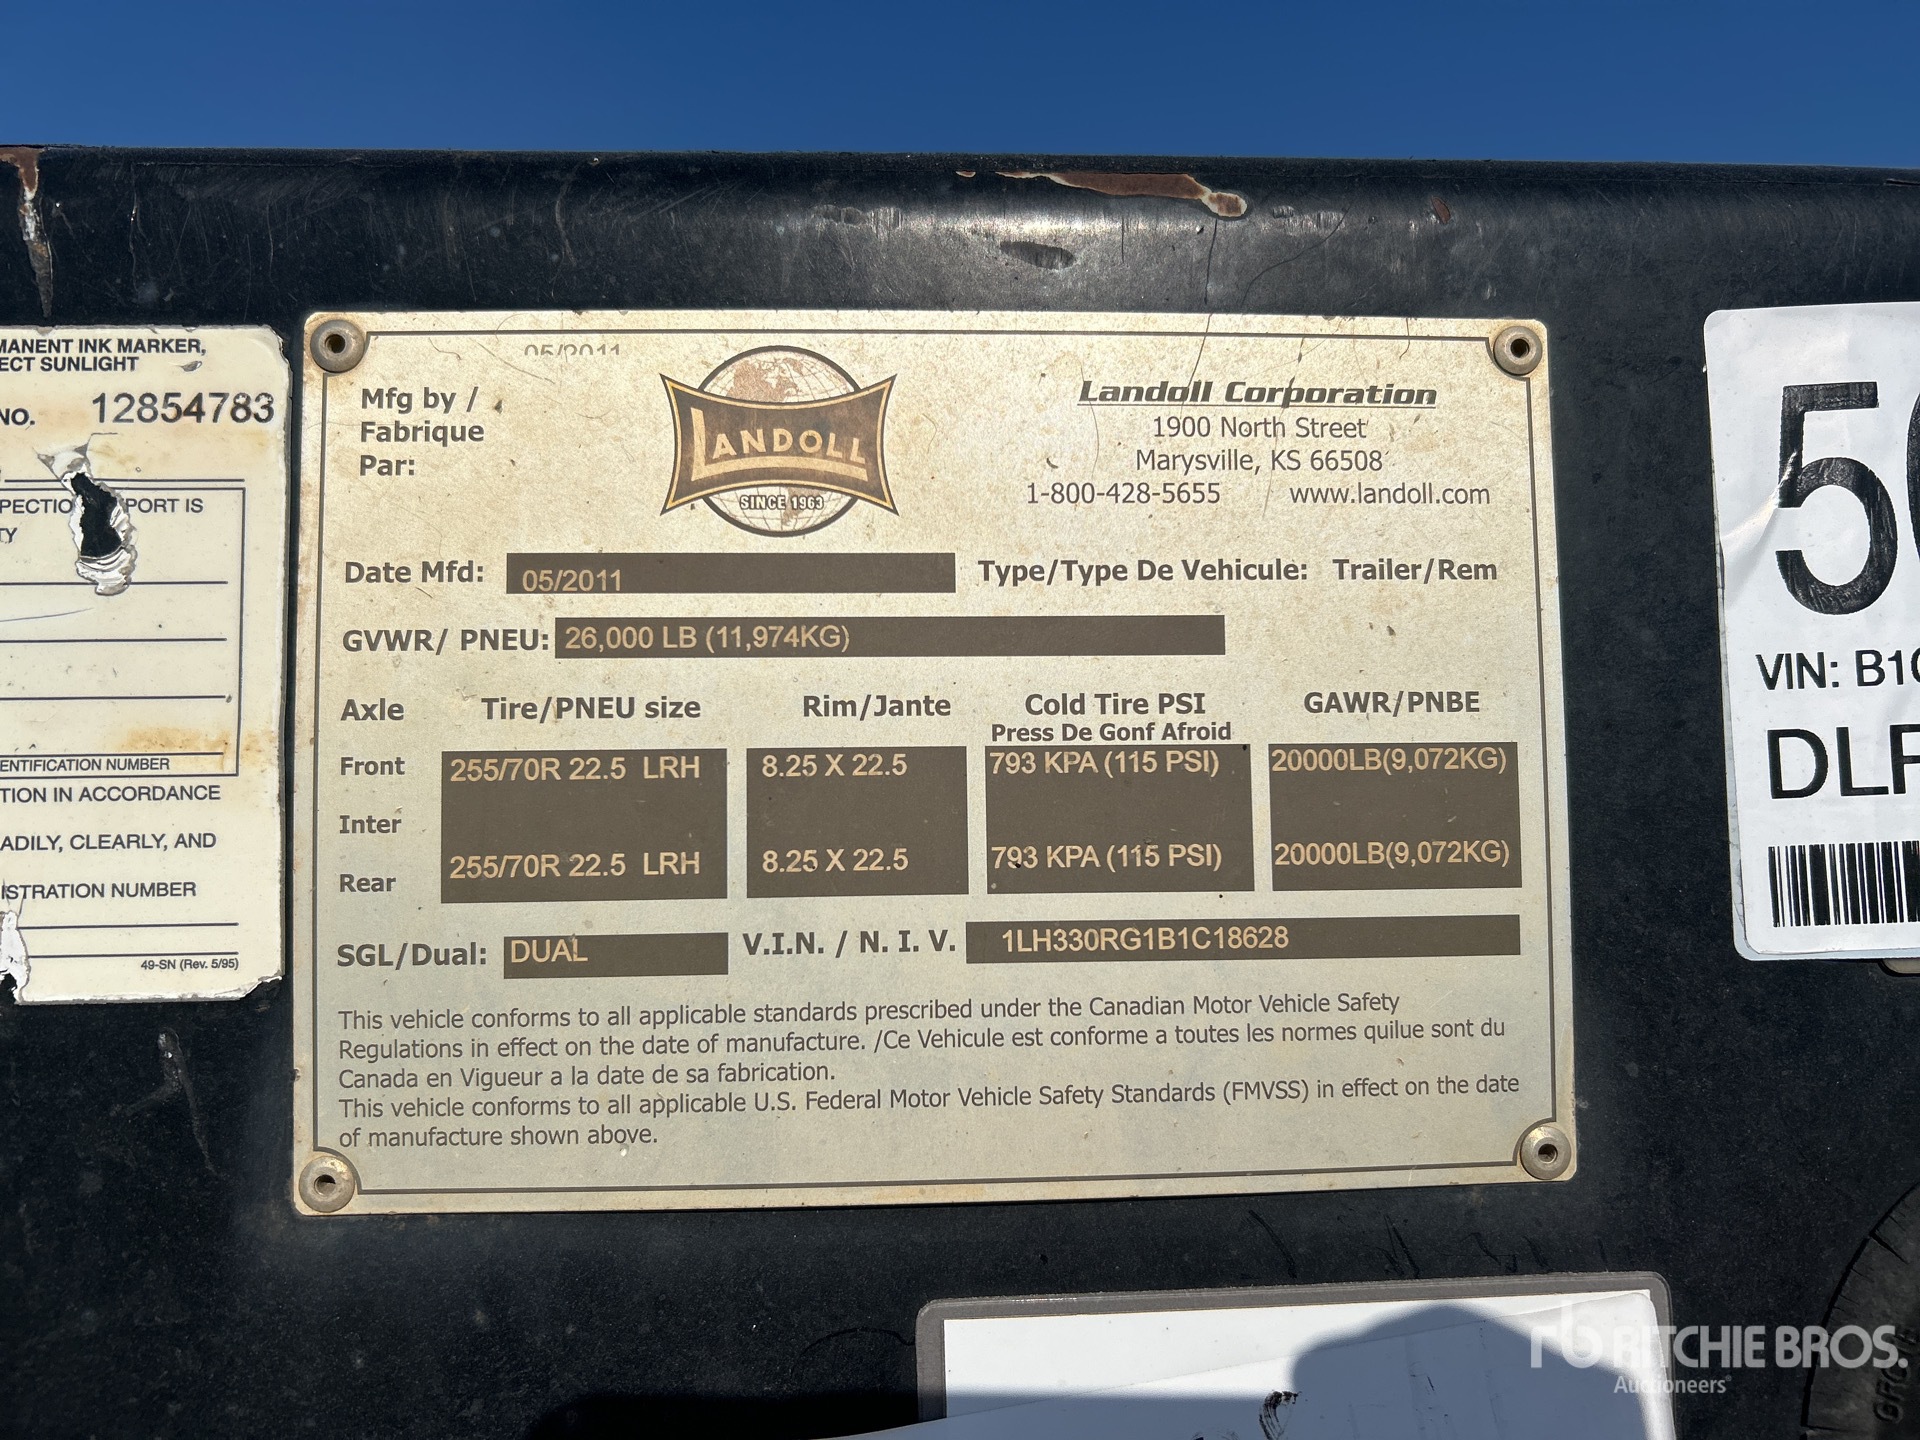 MANENT INK MARKER,
ECT SUNLIGHT
NO. 12854783
PORT IS
TY
ENTIFICATION NUMBER
TION IN ACCORDANCE
ADILY, CLEARLY, AND
ISTRATION NUMBER
49-SN (Rev. 5/95)
05/2011
Mfg by /
Fabrique
Par:
LANDOLL
SINCE 1963
Landoll Corporation
1900 North Street
Marysville, KS 66508
1-800-428-5655 www.landoll.com
Date Mfd: 05/2011 Type/Type De Vehicule: Trailer/Rem
GVWR/ PNEU: 26,000 LB (11,974KG)
Axle Tire/PNEU size Rim/Jante Cold Tire PSI GAWR/PNBE
Press De Gonf Afroid
Front 255/70R 22.5 LRH 8.25 X 22.5 793 KPA (115 PSI) 20000LB(9,072KG)
Inter
Rear 255/70R 22.5 LRH 8.25 X 22.5 793 KPA (115 PSI) 20000LB(9,072KG)
SGL/Dual: DUAL V.I.N. / N. I. V. 1LH330RG1B1C18628
This vehicle conforms to all applicable standards prescribed under the Canadian Motor Vehicle Safety
Regulations in effect on the date of manufacture. /Ce Vehicule est conforme a toutes les normes quilue sont du
Canada en Vigueur a la date de sa fabrication.
This vehicle conforms to all applicable U.S. Federal Motor Vehicle Safety Standards (FMVSS) in effect on the date
of manufacture shown above.
5
VIN: B1
DL
rb RITCHIE BROS.
Auctioneers